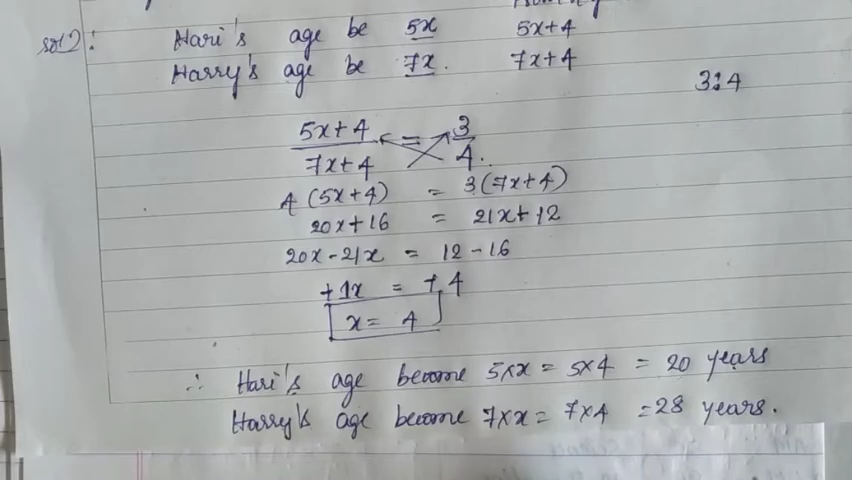 Soln: Hari's age be 5x 5x+4
Harry's age be 7x. 7x+4
3:4
5x+4 / 7x+4 = 3 / 4.
4 (5x+4) = 3(7x+4)
20x+16 = 21x+12
20x-21x = 12-16
+1x = +4
x = 4
∴ Hari's age become 5×x = 5×4 = 20 years
Harry's age become 7×x = 7×4 = 28 years.